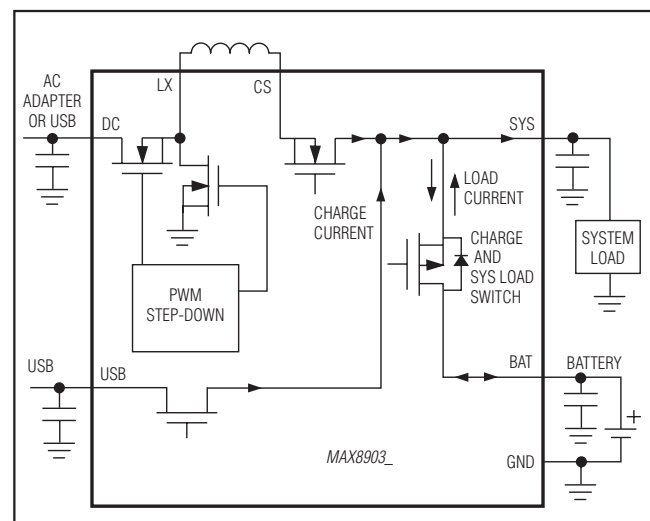 AC
ADAPTER
OR USB
DC
LX
CS
SYS
CHARGE
CURRENT
LOAD
CURRENT
CHARGE
AND
SYS LOAD
SWITCH
SYSTEM
LOAD
PWM
STEP-DOWN
USB
USB
BAT
BATTERY
+
GND
MAX8903_